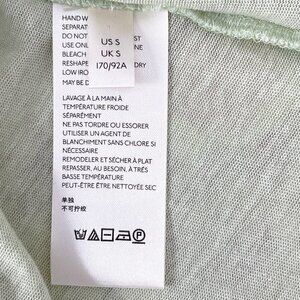 HAND W
SEPARAT
DO NOT
ST
USE ONL
BLEACH
RESHAPE
DRY
LOW IRO
MAY BE D
US S
UK S
170/92A
LAVAGE À LA MAIN À
TEMPÉRATURE FROIDE
SÉPARÉMENT
NE PAS TORDRE OU ESSORER
UTILISER UN AGENT DE
BLANCHIMENT SANS CHLORE SI
NÉCESSAIRE
REMODELER ET SÉCHER À PLAT
REPASSER, AU BESOIN, À TRÈS
BASSE TEMPÉRATURE
PEUT-ÊTRE ÊTRE NETTOYÉE SEC
单独
不可拧绞